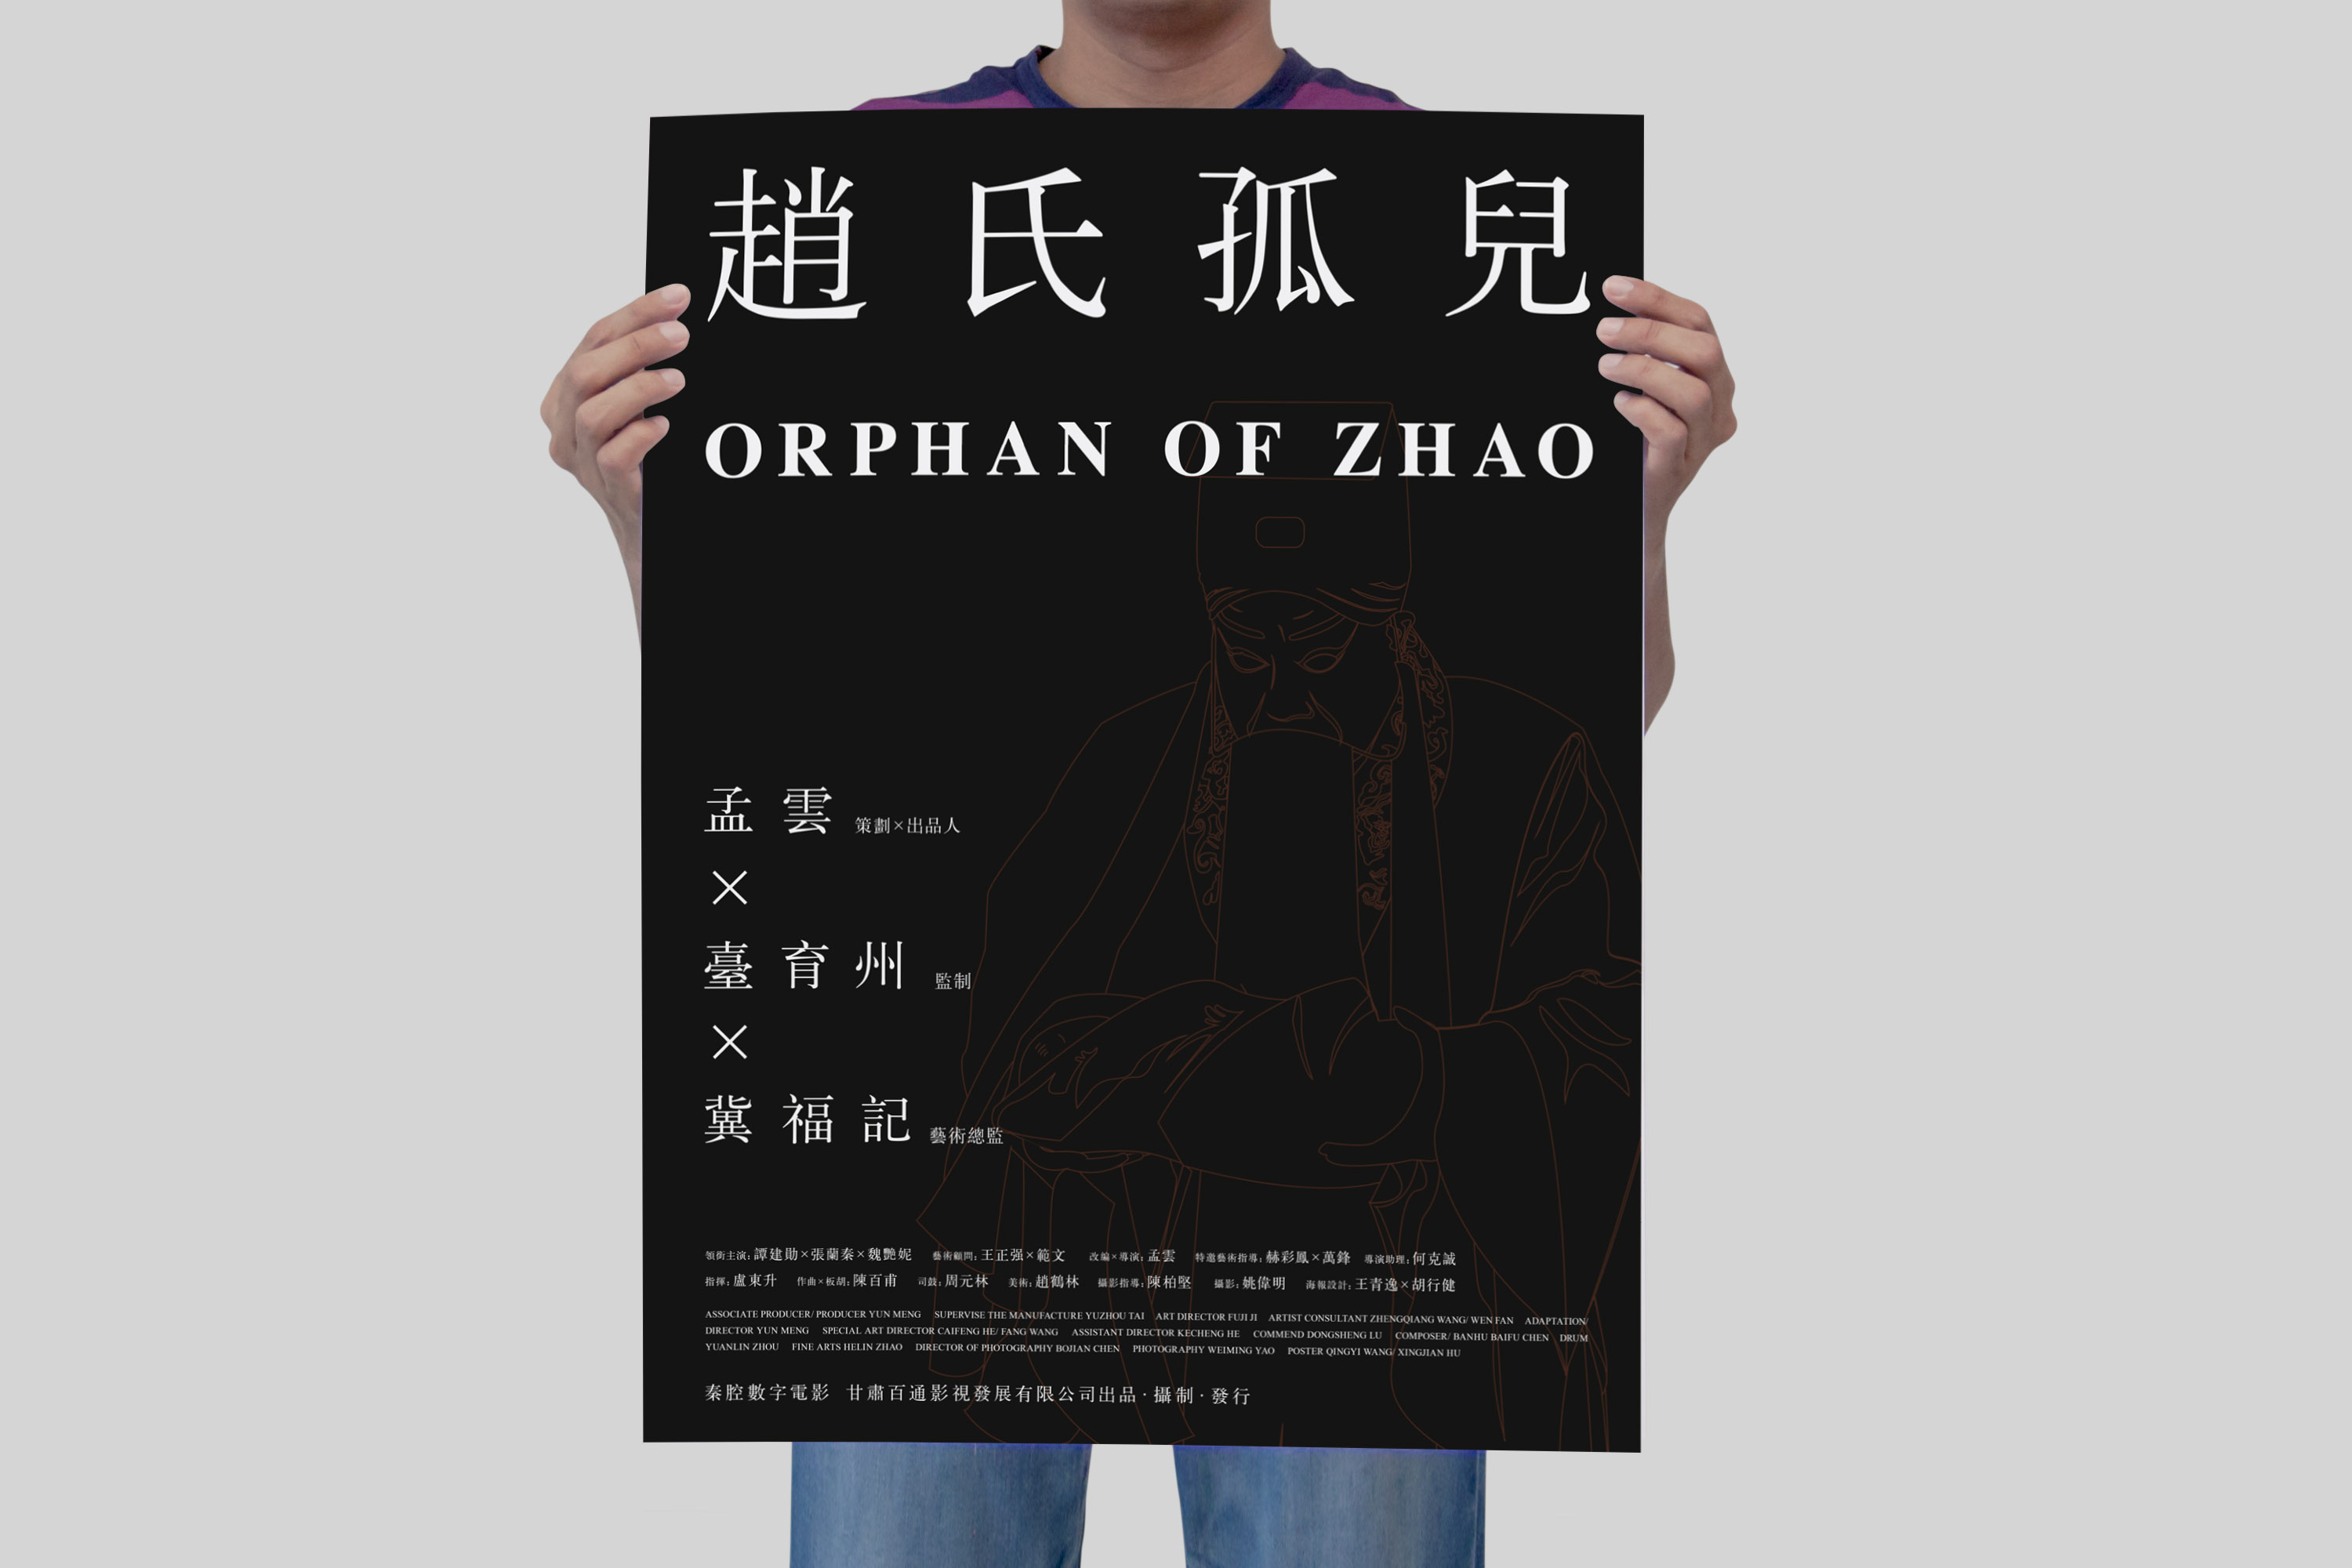 趙氏孤兒
ORPHAN OF ZHAO
孟雲 策劃×出品人
×
臺育州 監制
×
冀福記 藝術總監
領銜主演:譚建勛×張蘭秦×魏艷妮 藝術顧問:王正强×範文 改編×導演:孟雲 特邀藝術指導:赫彩鳳×萬鋒 導演助理:何克誠
指揮:盧東升 作曲×板胡:陳百甫 司鼓:周元林 美術:趙鶴林 攝影指導:陳柏堅 攝影:姚偉明 海報設計:王青逸×胡行健
ASSOCIATE PRODUCER/ PRODUCER YUN MENG SUPERVISE THE MANUFACTURE YUZHOU TAI ART DIRECTOR FUJI JI ARTIST CONSULTANT ZHENGQIANG WANG/ WEN FAN ADAPTATION/
DIRECTOR YUN MENG SPECIAL ART DIRECTOR CAIFENG HE/ FANG WANG ASSISTANT DIRECTOR KECHENG HE COMMEND DONGSHENG LU COMPOSER/ BANHU BAIFU CHEN DRUM
YUANLIN ZHOU FINE ARTS HELIN ZHAO DIRECTOR OF PHOTOGRAPHY BOJIAN CHEN PHOTOGRAPHY WEIMING YAO POSTER QINGYI WANG/ XINGJIAN HU
秦腔數字電影 甘肅百通影視發展有限公司出品·攝制·發行